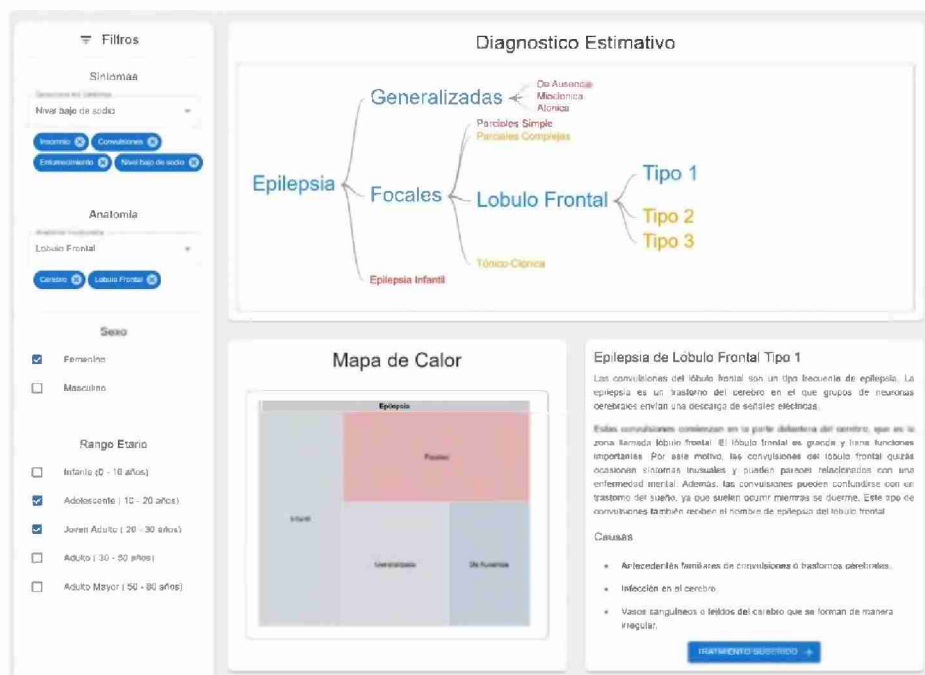 Filtros
Sintomas
Nivel bajo de sodio
Insomnio
Convulsiones
Entumecimiento
Nivel bajo de sodio
Anatomia
Lobulo Frontal
Cerebro
Lobulo Frontal
Sexo
Femenino
Masculino
Rango Etario
Infante (0 - 10 años)
Adolescente ( 10 - 20 años)
Joven Adulto ( 20 - 30 años)
Adulto ( 30 - 50 años)
Adulto Mayor ( 50 - 80 años)
Diagnostico Estimativo
Epilepsia
Generalizadas
De Ausencia
Mioclonica
Atonica
Focales
Parciales Simple
Parciales Complejas
Lobulo Frontal
Tipo 1
Tipo 2
Tipo 3
Tónico-Clonica
Epilepsia Infantil
Mapa de Calor
Epilepsia
Infantil
Focales
Generalizada
De Ausencia
Epilepsia de Lóbulo Frontal Tipo 1
Las convulsiones del lóbulo frontal son un tipo frecuente de epilepsia. La
epilepsia es un trastorno del cerebro en el que grupos de neuronas
cerebrales envían una descarga de señales eléctricas.
Estas convulsiones comienzan en la parte delantera del cerebro, que es la
zona llamada lóbulo frontal. El lóbulo frontal es grande y tiene funciones
importantes. Por este motivo, las convulsiones del lóbulo frontal quizás
ocasionen síntomas inusuales y pueden parecer relacionados con una
enfermedad mental. Además, las convulsiones pueden confundirse con un
trastorno del sueño, ya que suelen ocurrir mientras se duerme. Este tipo de
convulsiones también reciben el nombre de epilepsia del lóbulo frontal
Causas
Antecedentes familiares de convulsiones o trastornos cerebrales.
Infección en el cerebro
Vasos sanguíneos o tejidos del cerebro que se forman de manera
irregular.
TRATAMIENTO SUGERIDO +